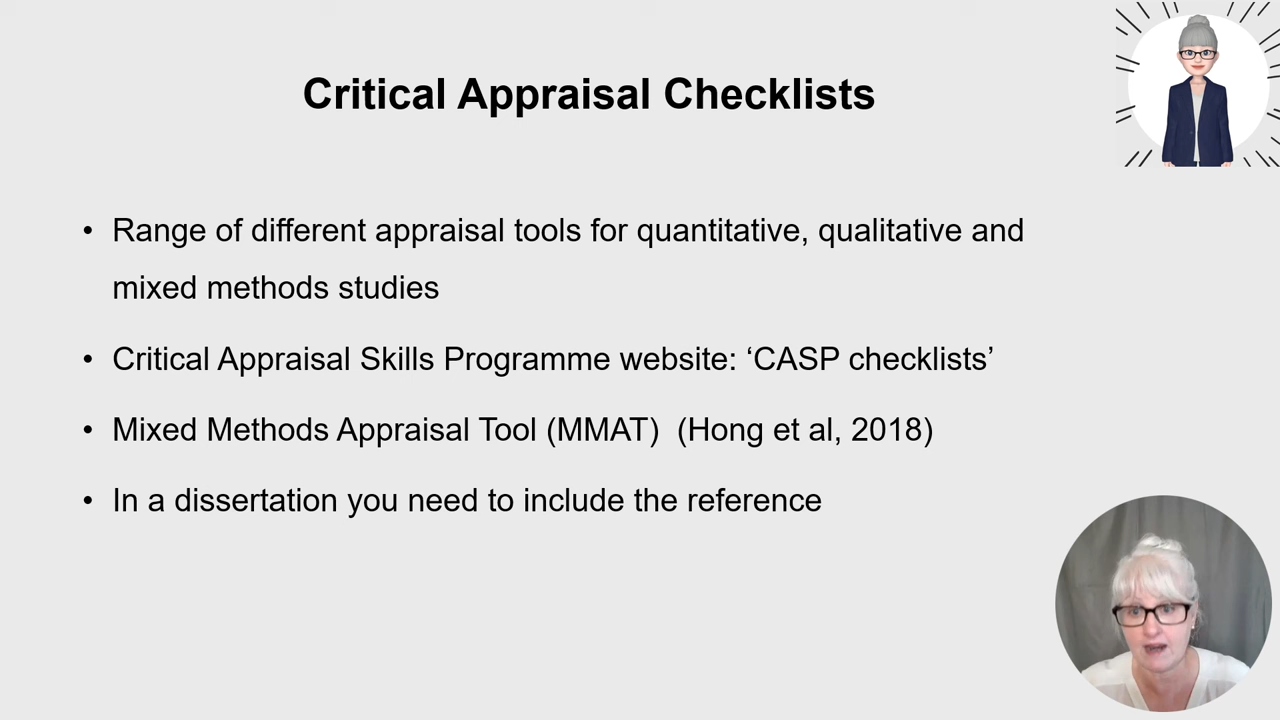 Critical Appraisal Checklists
• Range of different appraisal tools for quantitative, qualitative and
mixed methods studies
• Critical Appraisal Skills Programme website: ‘CASP checklists’
• Mixed Methods Appraisal Tool (MMAT)  (Hong et al, 2018)
• In a dissertation you need to include the reference